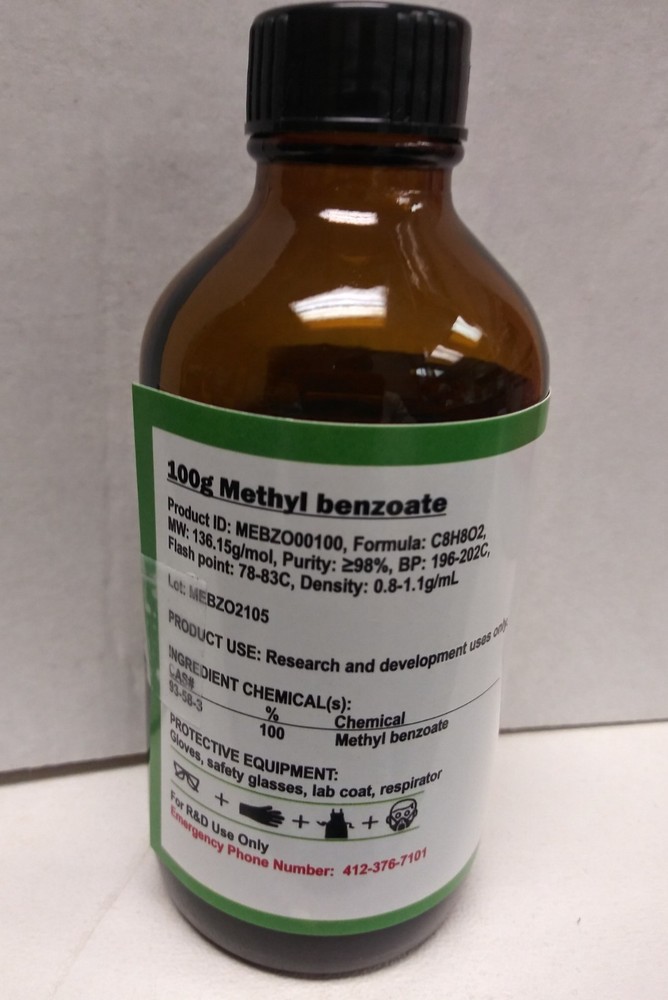 100g Methyl benzoate
Product ID: MEBZO00100, Formula: C8H8O2,
MW: 136.15g/mol, Purity: ≥98%, BP: 196-202C,
Flash point: 78-83C, Density: 0.8-1.1g/mL
Lot: MEBZO2105
PRODUCT USE: Research and development uses only.
INGREDIENT CHEMICAL(s):
CAS# % Chemical
93-58-3 100 Methyl benzoate
PROTECTIVE EQUIPMENT:
Gloves, safety glasses, lab coat, respirator
+ + +
For R&D Use Only
Emergency Phone Number: 412-376-7101